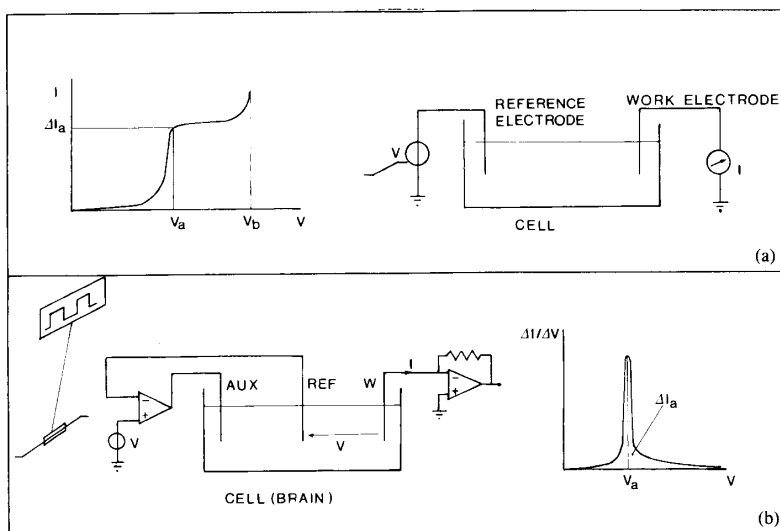 I
ΔIa
Va
Vb
V
REFERENCE
ELECTRODE
WORK ELECTRODE
V
I
CELL
(a)
AUX
REF
W
I
V
V
CELL (BRAIN)
ΔI/ΔV
ΔIa
Va
V
(b)